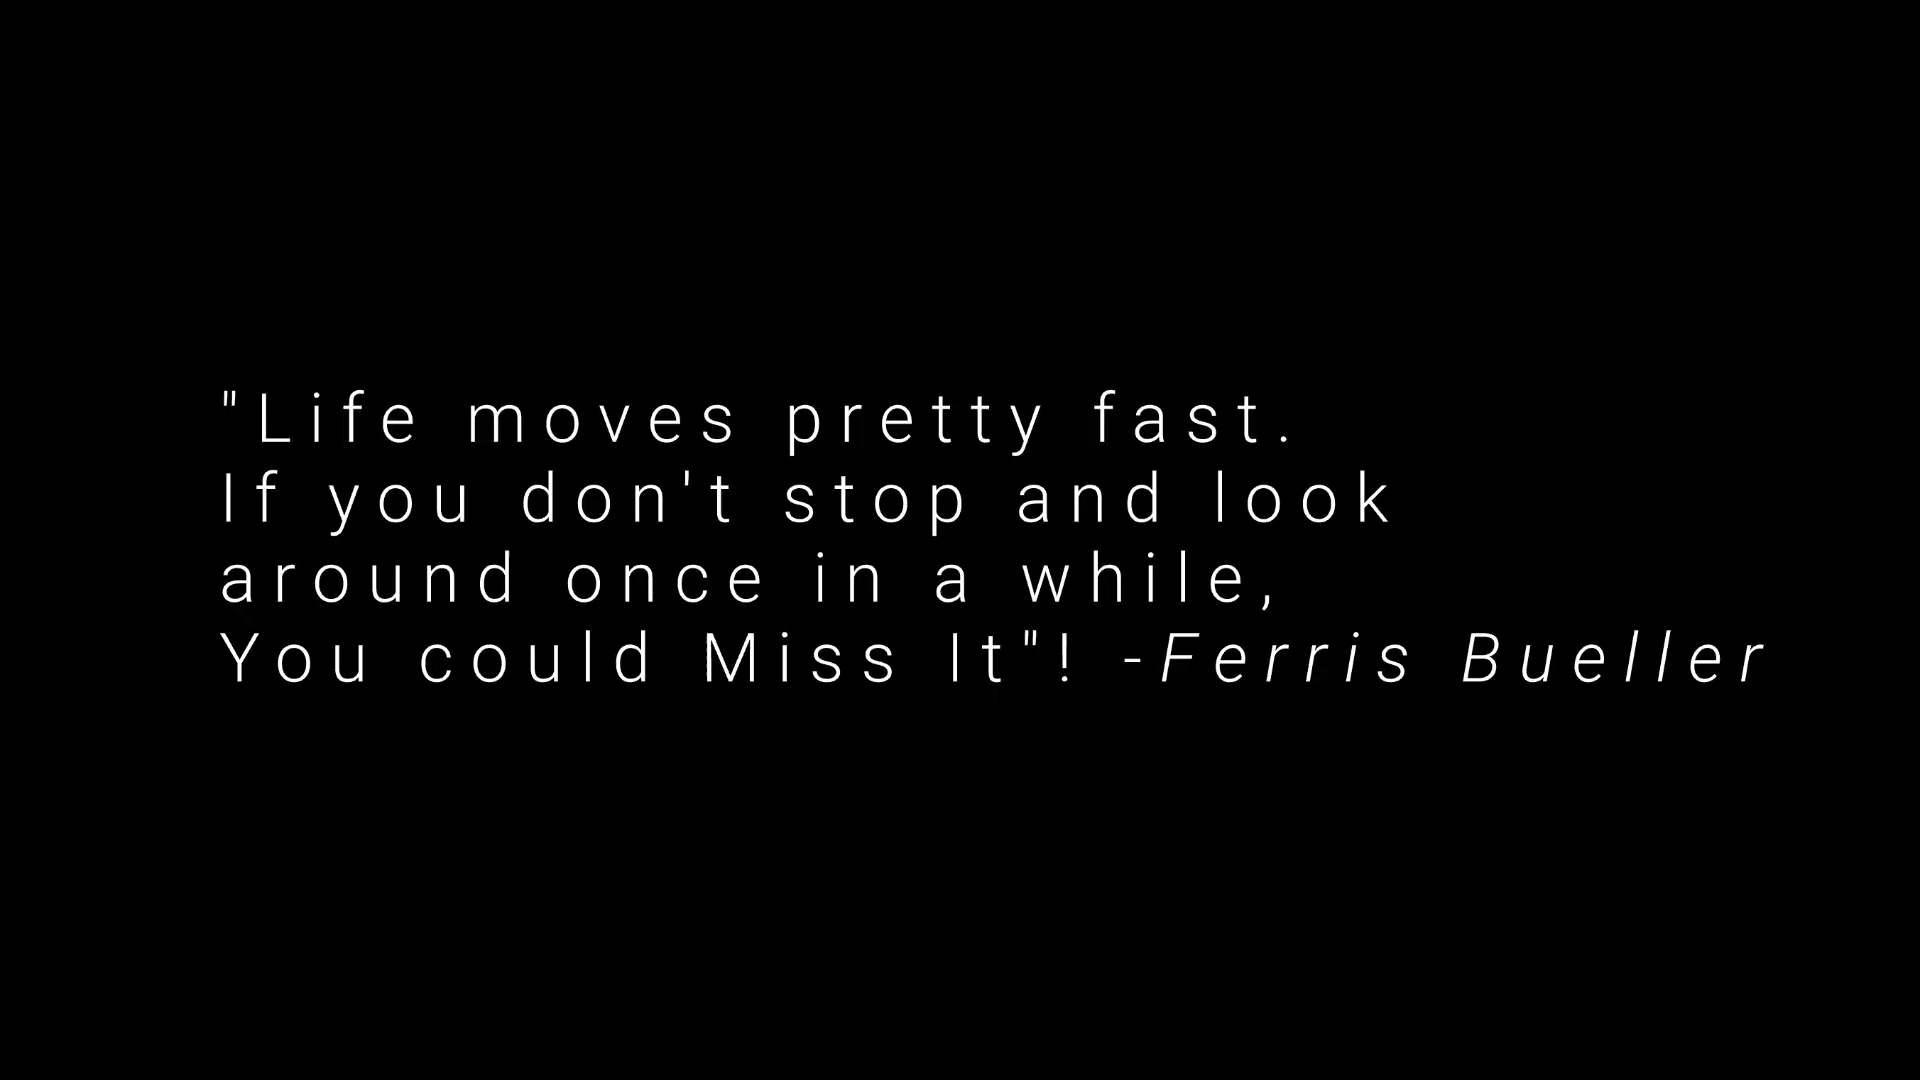 "Life moves pretty fast.
If you don't stop and look
around once in a while,
You could Miss It"! -Ferris Bueller